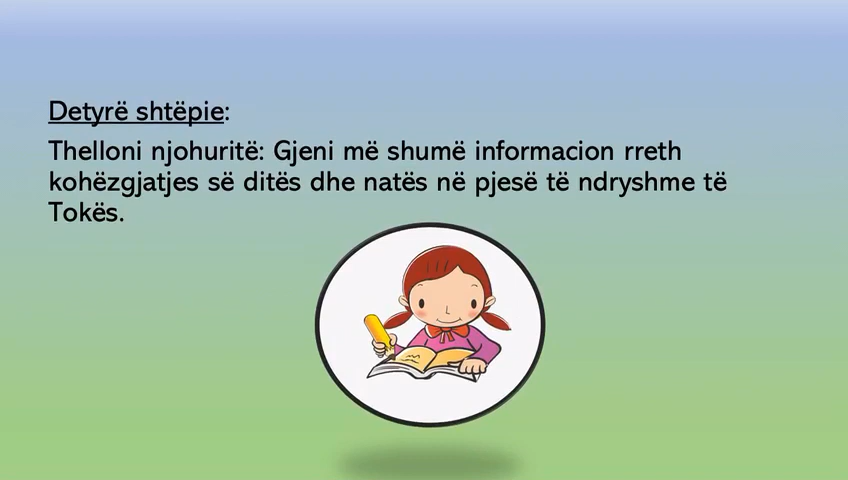 Detyrë shtëpie:
Thelloni njohuritë: Gjeni më shumë informacion rreth
kohëzgjatjes së ditës dhe natës në pjesë të ndryshme të
Tokës.